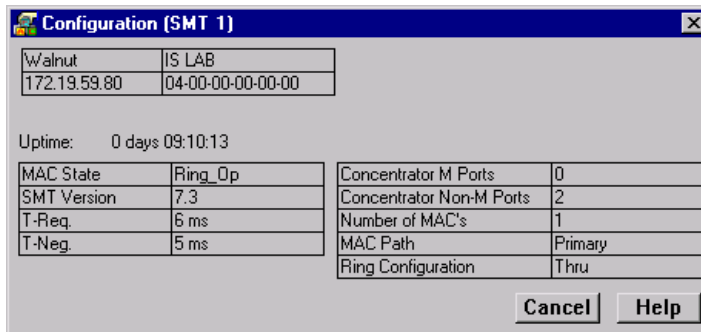 Configuration (SMT 1)
Walnut IS LAB
172.19.59.80 04-00-00-00-00-00
Uptime: 0 days 09:10:13
MAC State Ring_Op
SMT Version 7.3
T-Req. 6 ms
T-Neg. 5 ms
Concentrator M Ports 0
Concentrator Non-M Ports 2
Number of MAC's 1
MAC Path Primary
Ring Configuration Thru
Cancel Help